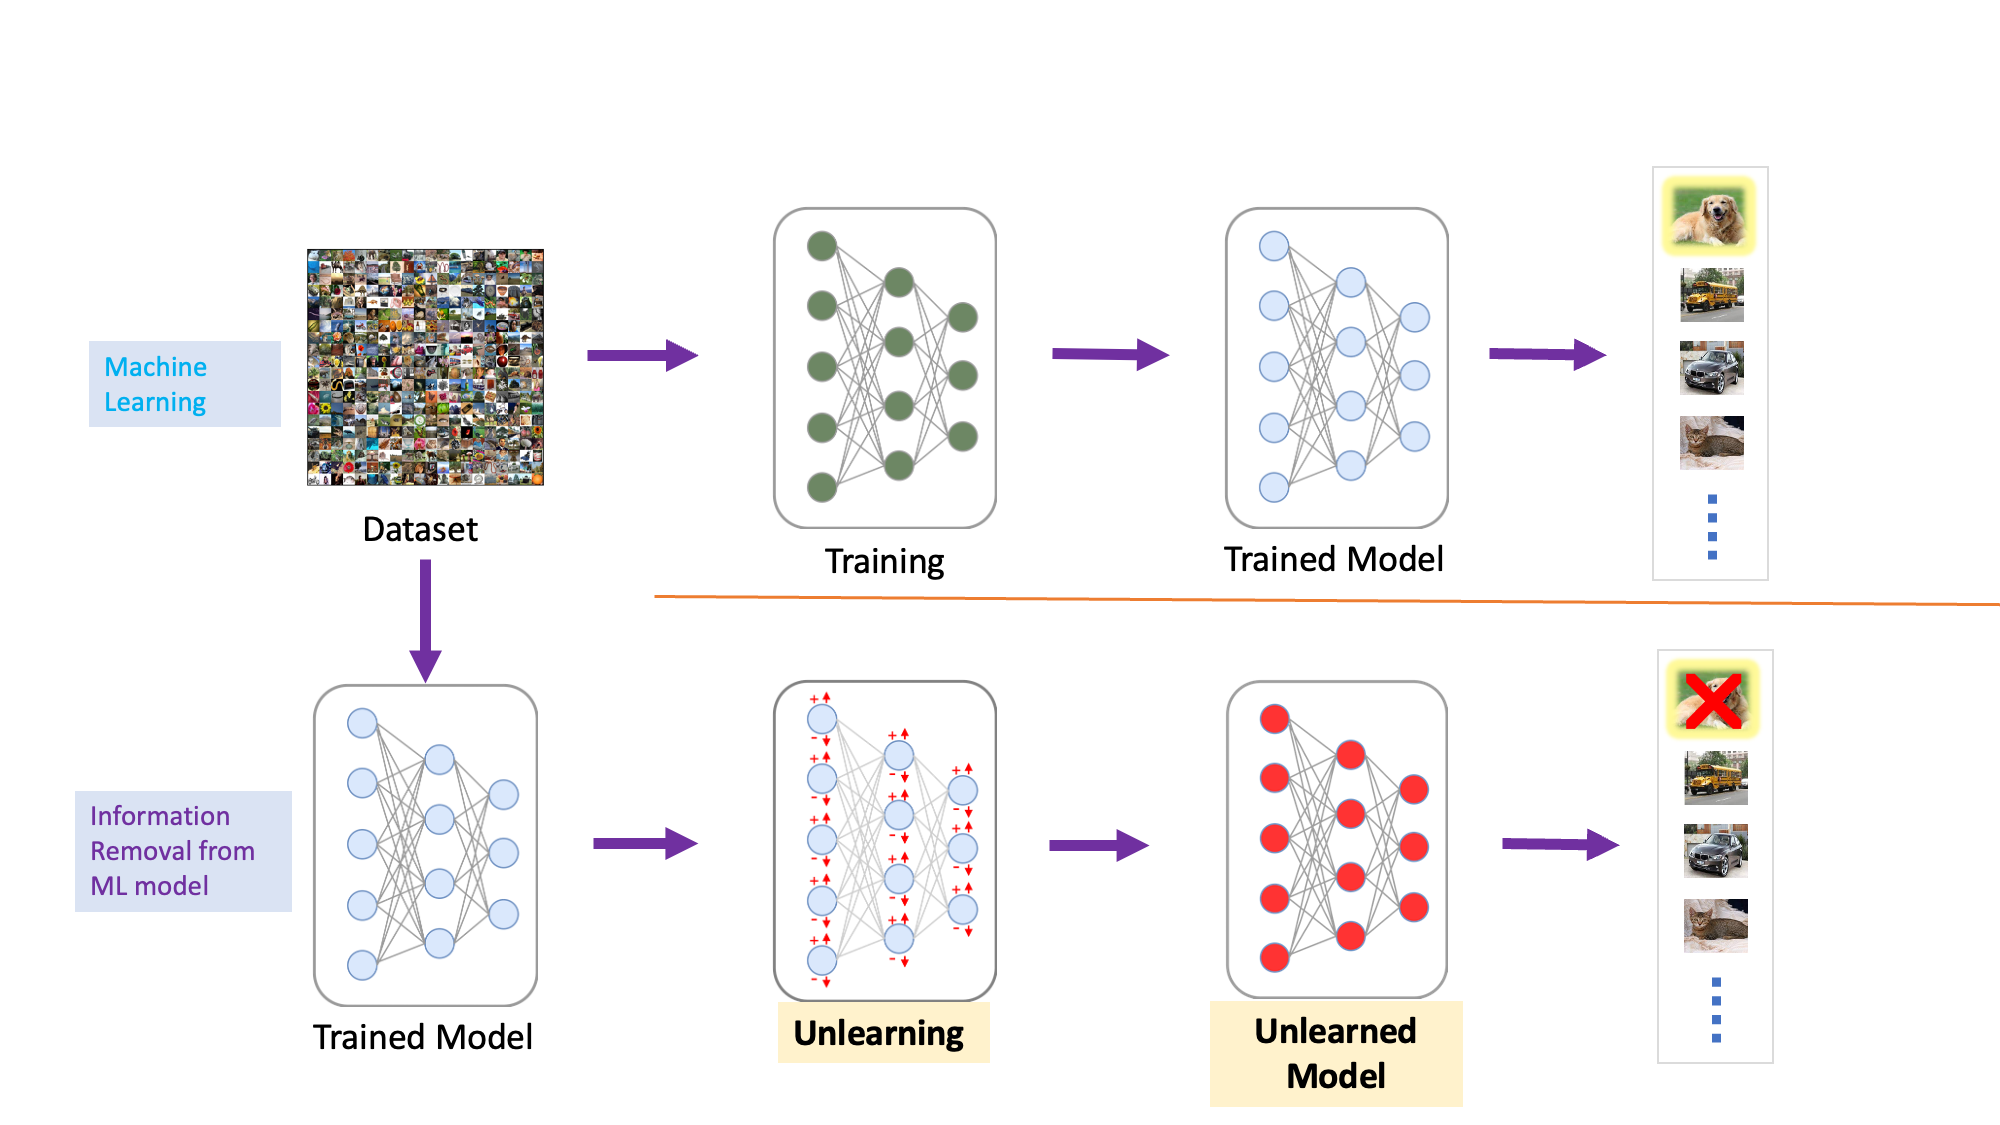 Machine
Learning
Dataset
Training
Trained Model
Information
Removal from
ML model
Trained Model
Unlearning
Unlearned
Model